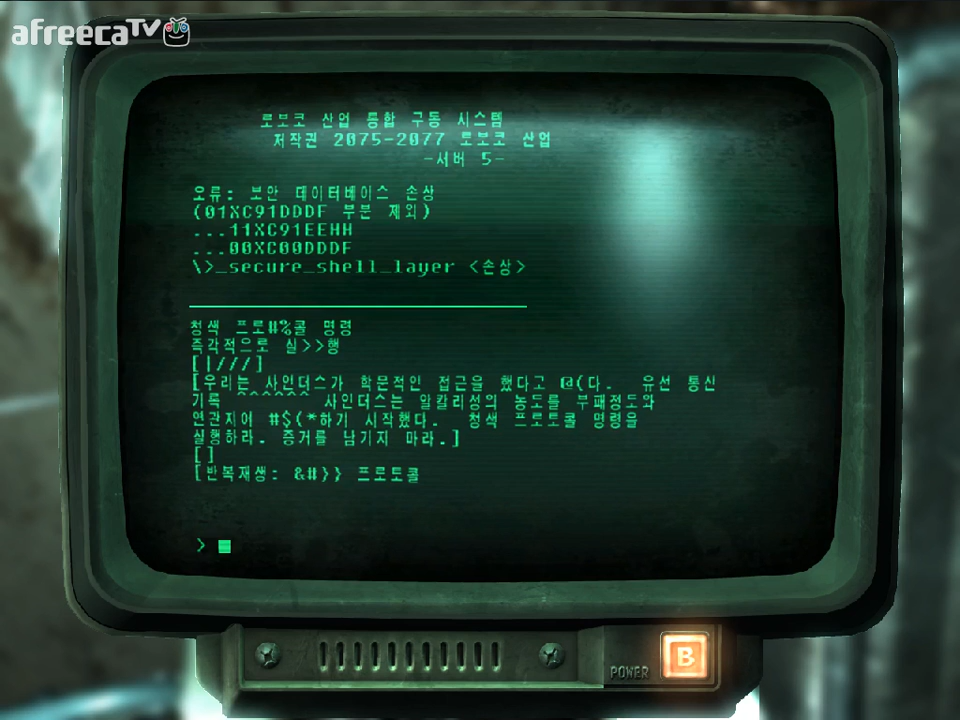 afreecaTV
로보코 산업 통합 구동 시스템
저작권 2075-2077 로보코 산업
-서버 5-
오류: 보안 데이터베이스 손상
(01XC91DDDF 부분 제외)
...11XC91EEHH
...00XC00DDDF
\>_secure_shell_layer <손상>
청색 프로#%콜 명령
즉각적으로 실>>행
[|///]
[우리는 사인더스가 학문적인 접근을 했다고 @(다. 유선 통신
기록 ^^^^^^ 사인더스는 알칼리성의 농도를 부패정도와
연관지어 #$(*하기 시작했다. 청색 프로토콜 명령을
실행하라. 증거를 남기지 마라.]
[]
[반복재생: &#}} 프로토콜
>
POWER B